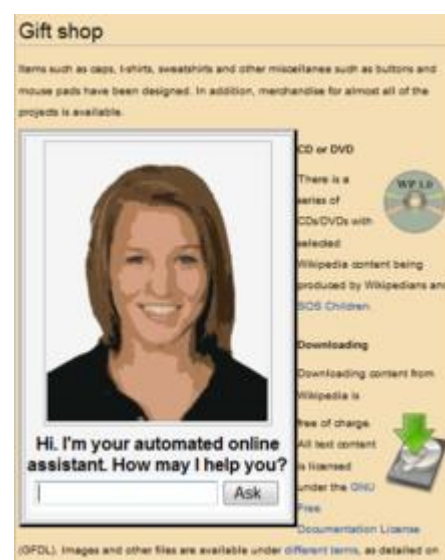 Gift shop
Items such as caps, t-shirts, sweatshirts and other miscellanea such as buttons and
mouse pads have been designed. In addition, merchandise for almost all of the
projects is available.
CD or DVD
There is a
series of
CDs/DVDs with
selected
Wikipedia content being
produced by Wikipedians and
SOS Children
WP 1.0
Downloading
Downloading content from
Wikipedia is
free of charge.
All text content
is licensed
under the GNU
Free
Documentation License
(GFDL). Images and other files are available under different terms, as detailed on
Hi. I'm your automated online
assistant. How may I help you?
Ask